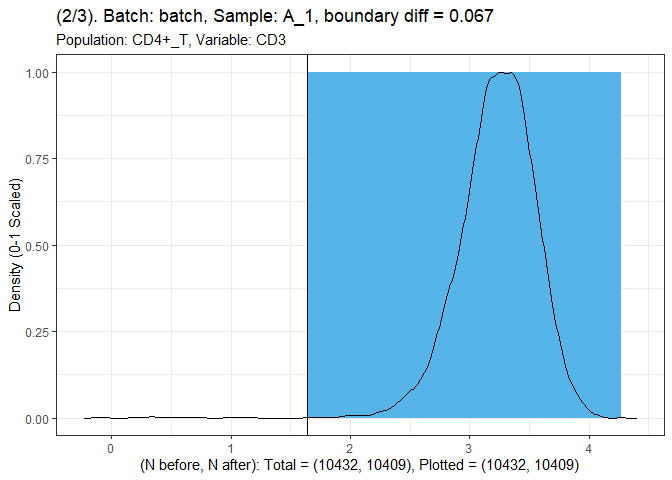 (2/3). Batch: batch, Sample: A_1, boundary diff = 0.067
Population: CD4+_T, Variable: CD3
1.00
0.75
0.50
0.25
0.00
Density (0-1 Scaled)
0 1 2 3 4
(N before, N after): Total = (10432, 10409), Plotted = (10432, 10409)